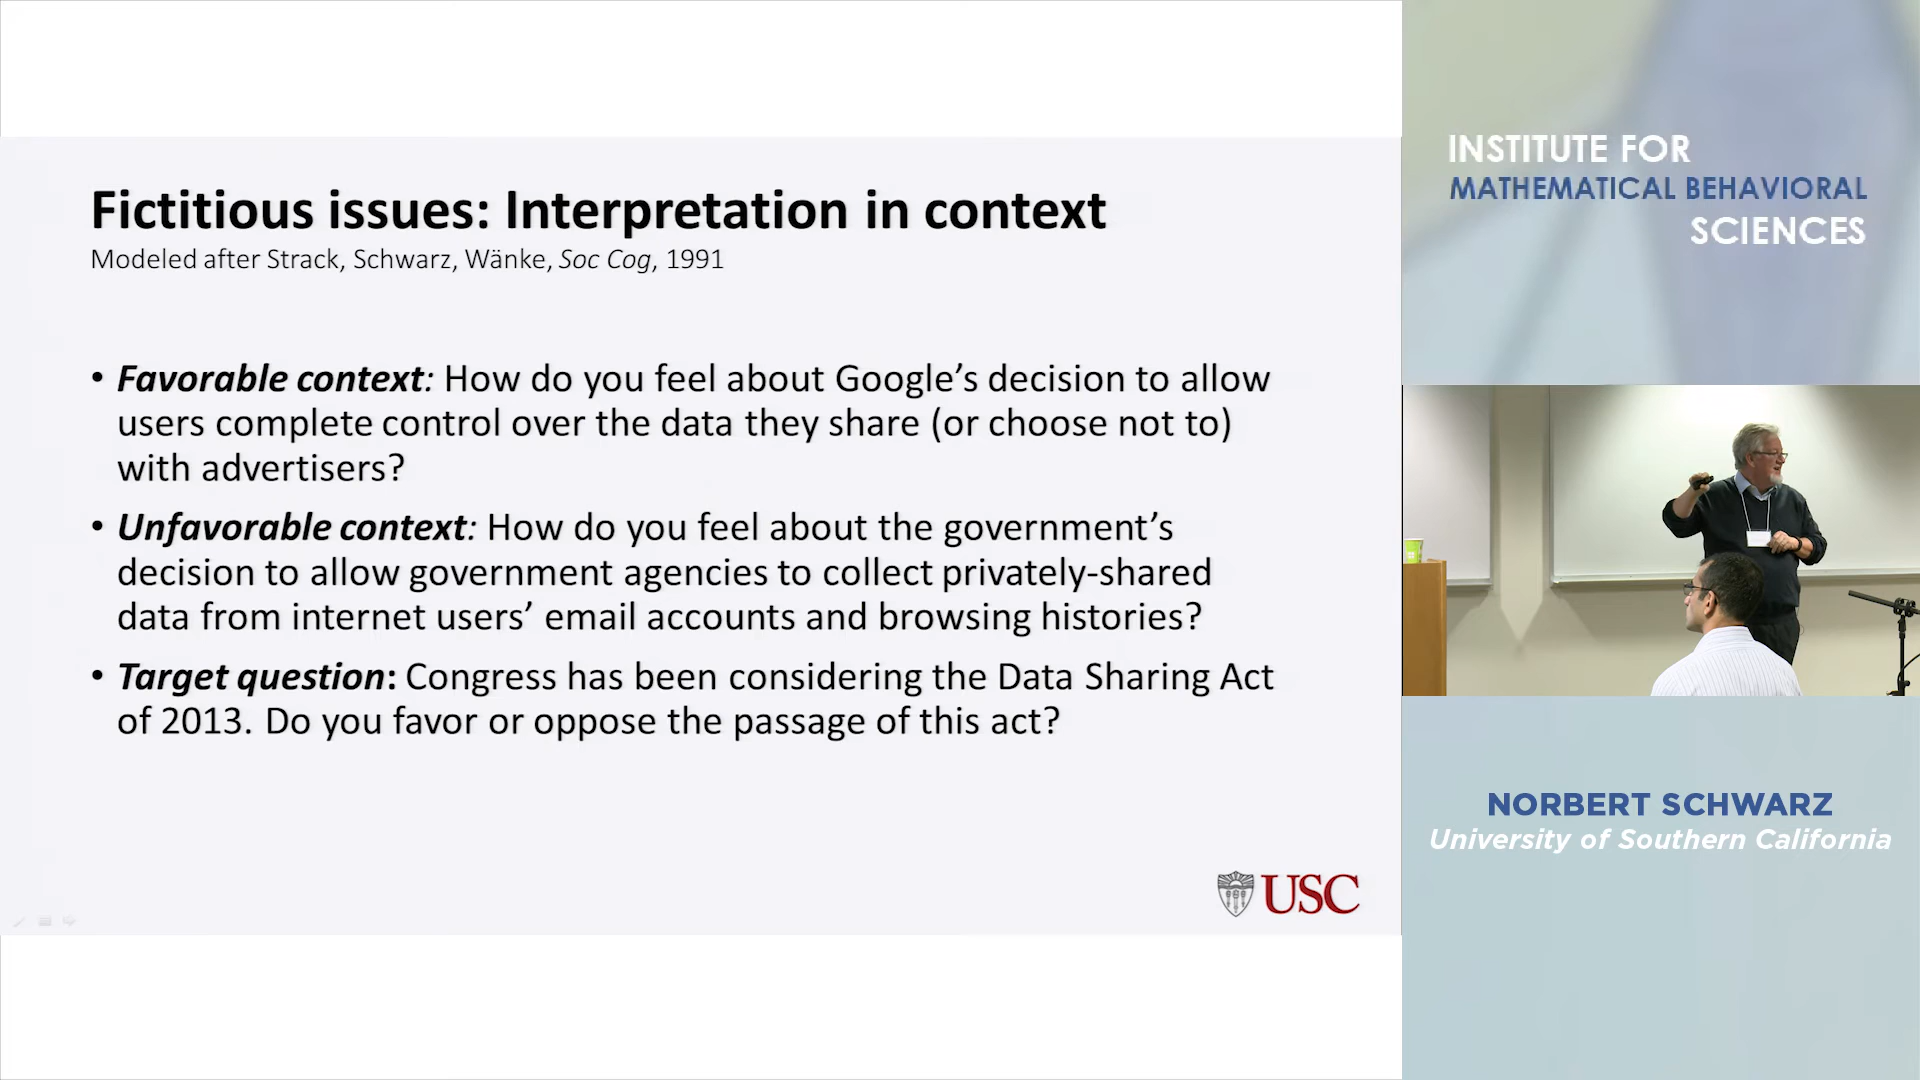 Fictitious issues: Interpretation in context
Modeled after Strack, Schwarz, Wänke, Soc Cog, 1991
• Favorable context: How do you feel about Google’s decision to allow
users complete control over the data they share (or choose not to)
with advertisers?
• Unfavorable context: How do you feel about the government’s
decision to allow government agencies to collect privately-shared
data from internet users’ email accounts and browsing histories?
• Target question: Congress has been considering the Data Sharing Act
of 2013. Do you favor or oppose the passage of this act?
USC
INSTITUTE FOR
MATHEMATICAL BEHAVIORAL
SCIENCES
NORBERT SCHWARZ
University of Southern California